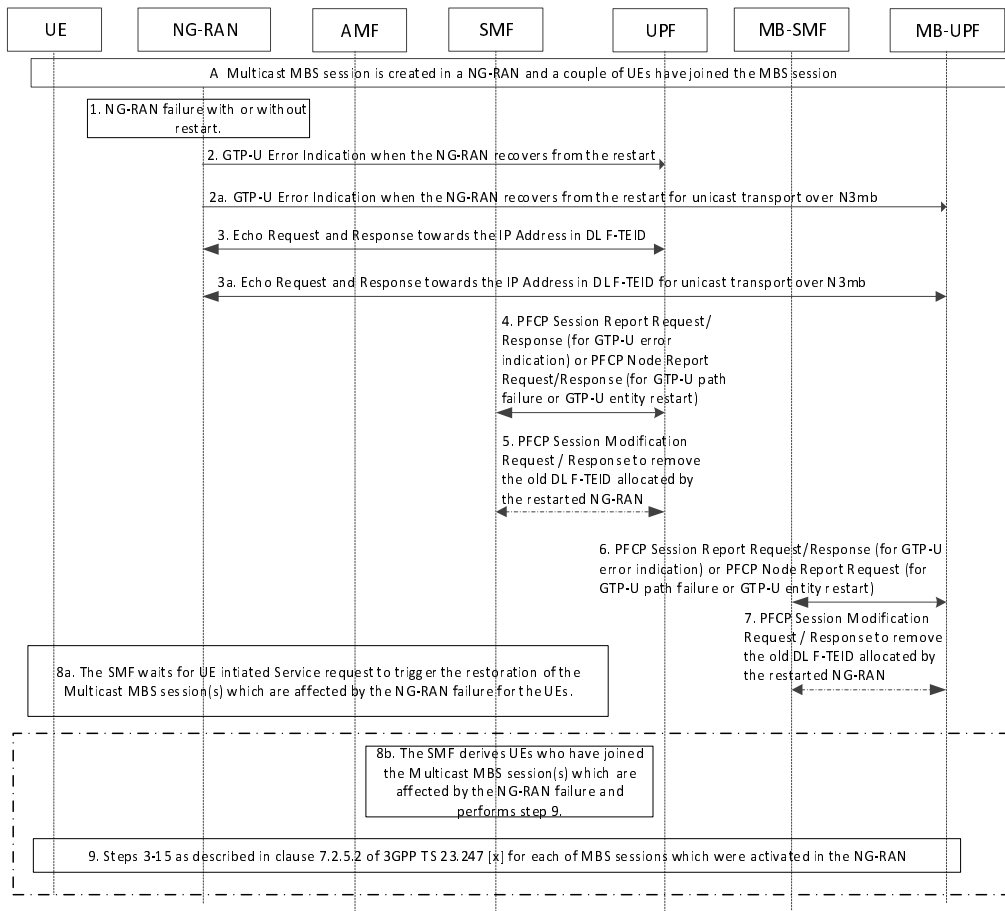 UE
NG-RAN
AMF
SMF
UPF
MB-SMF
MB-UPF
A Multicast MBS session is created in a NG-RAN and a couple of UEs have joined the MBS session
1. NG-RAN failure with or without
restart.
2. GTP-U Error Indication when the NG-RAN recovers from the restart
2a. GTP-U Error Indication when the NG-RAN recovers from the restart for unicast transport over N3mb
3. Echo Request and Response towards the IP Address in DL F-TEID
3a. Echo Request and Response towards the IP Address in DL F-TEID for unicast transport over N3mb
4. PFCP Session Report Request/
Response (for GTP-U error
indication) or PFCP Node Report
Request/Response (for GTP-U path
failure or GTP-U entity restart)
5. PFCP Session Modification
Request / Response to remove
the old DL F-TEID allocated by
the restarted NG-RAN
6. PFCP Session Report Request/Response (for GTP-U
error indication) or PFCP Node Report Request (for
GTP-U path failure or GTP-U entity restart)
7. PFCP Session Modification
Request / Response to remove
the old DL F-TEID allocated by
the restarted NG-RAN
8a. The SMF waits for UE intiated Service request to trigger the restoration of the
Multicast MBS session(s) which are affected by the NG-RAN failure for the UEs.
8b. The SMF derives UEs who have joined
the Multicast MBS session(s) which are
affected by the NG-RAN failure and
performs step 9.
9. Steps 3-15 as described in clause 7.2.5.2 of 3GPP TS 23.247 [x] for each of MBS sessions which were activated in the NG-RAN